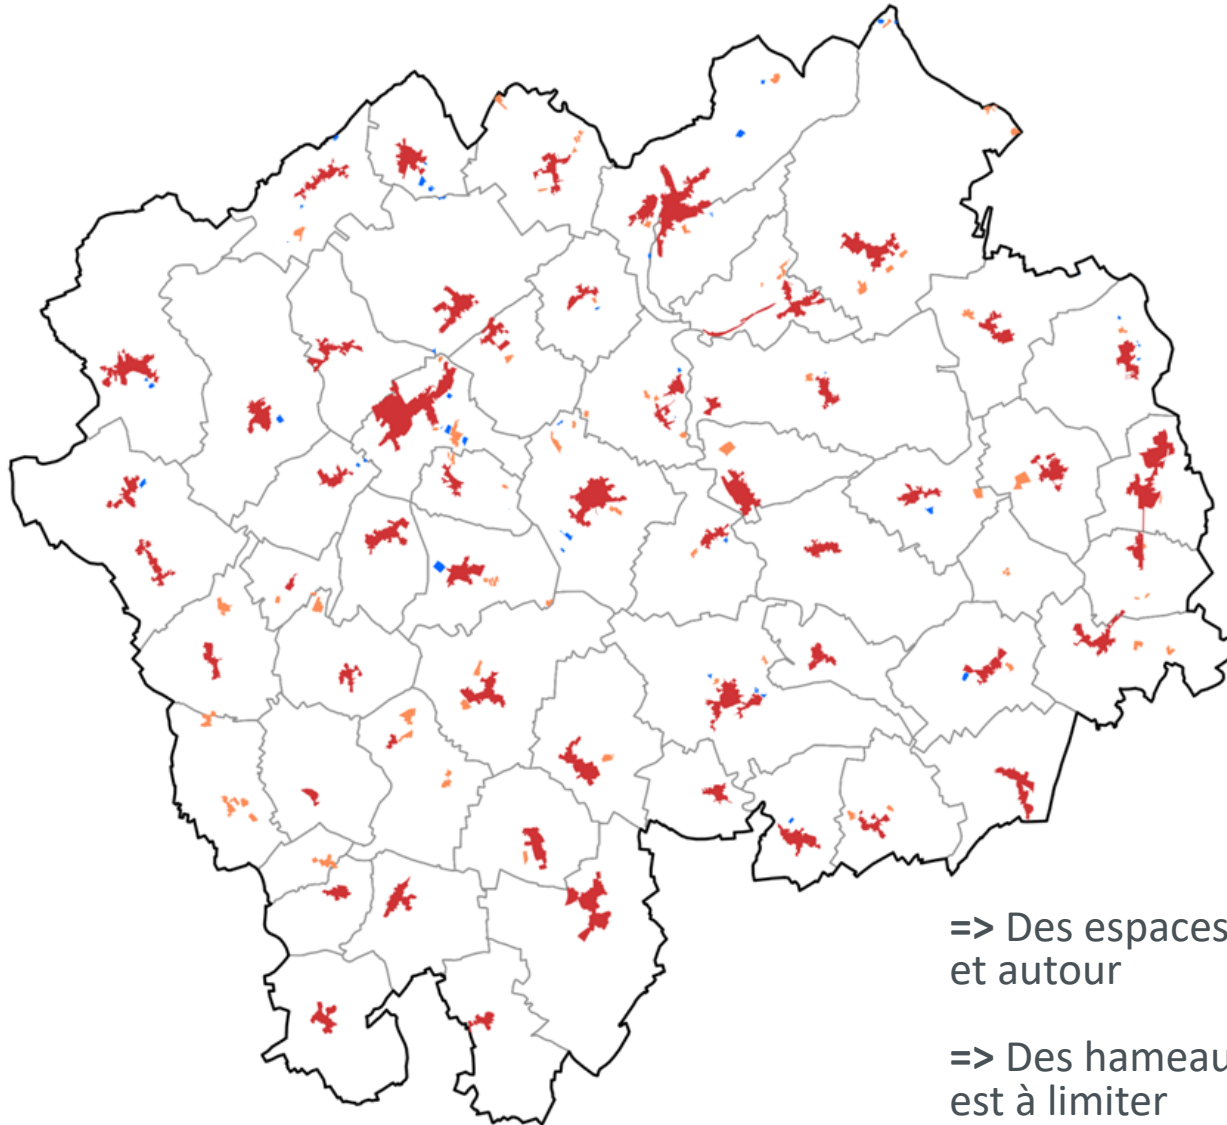 => Des espaces
et autour
=> Des hameau
est à limiter